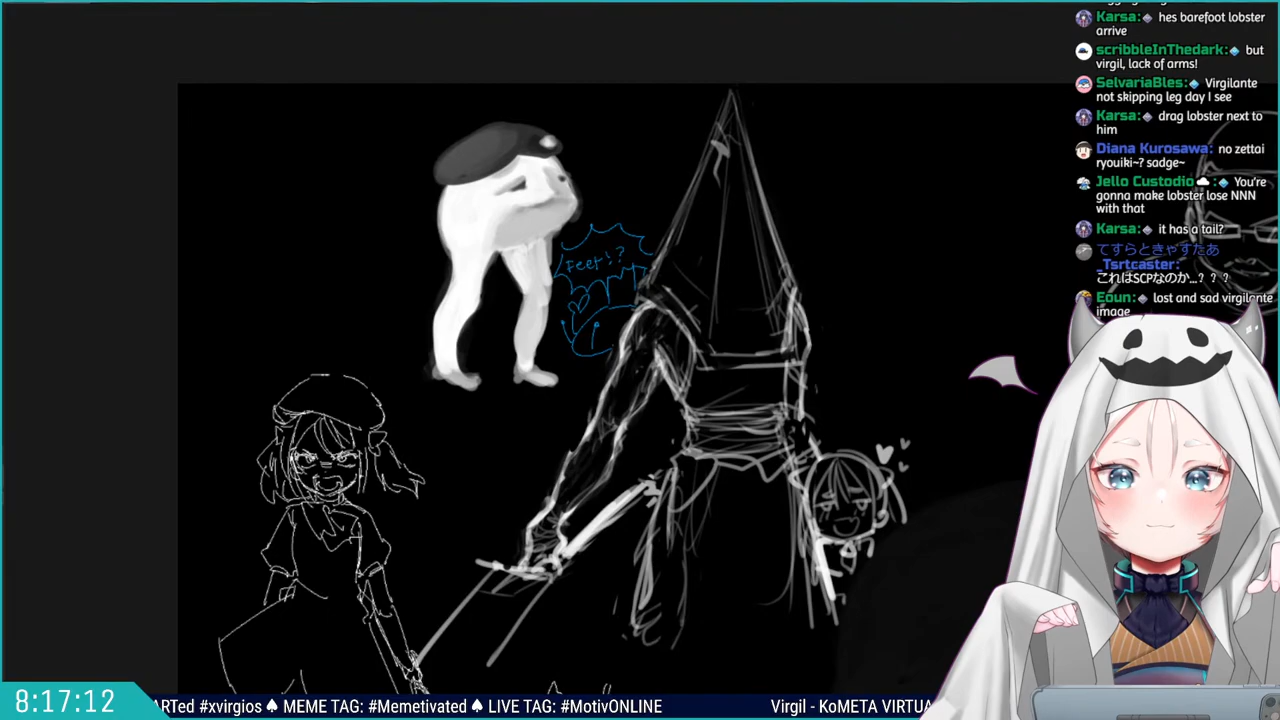 Karsa: hes barefoot lobster
arrive
scribbleInThedark: but
virgil, lack of arms!
SelvariaBles: Virgilante
not skipping leg day I see
Karsa: drag lobster next to
him
Diana Kurosawa: no zettai
ryouiki~? sadge~
Jello Custodio: You're
gonna make lobster lose NNN
with that
Karsa: it has a tail?
てすらときゃすたあ
_Tsrtcaster:
これはSCPなのか...? ? ?
Eoun: lost and sad virgilante
image
Feet!?
8:17:12
ARTed #xvirgios ♠ MEME TAG: #Memetivated ♠ LIVE TAG: #MotivONLINE
Virgil - KoMETA VIRTUA